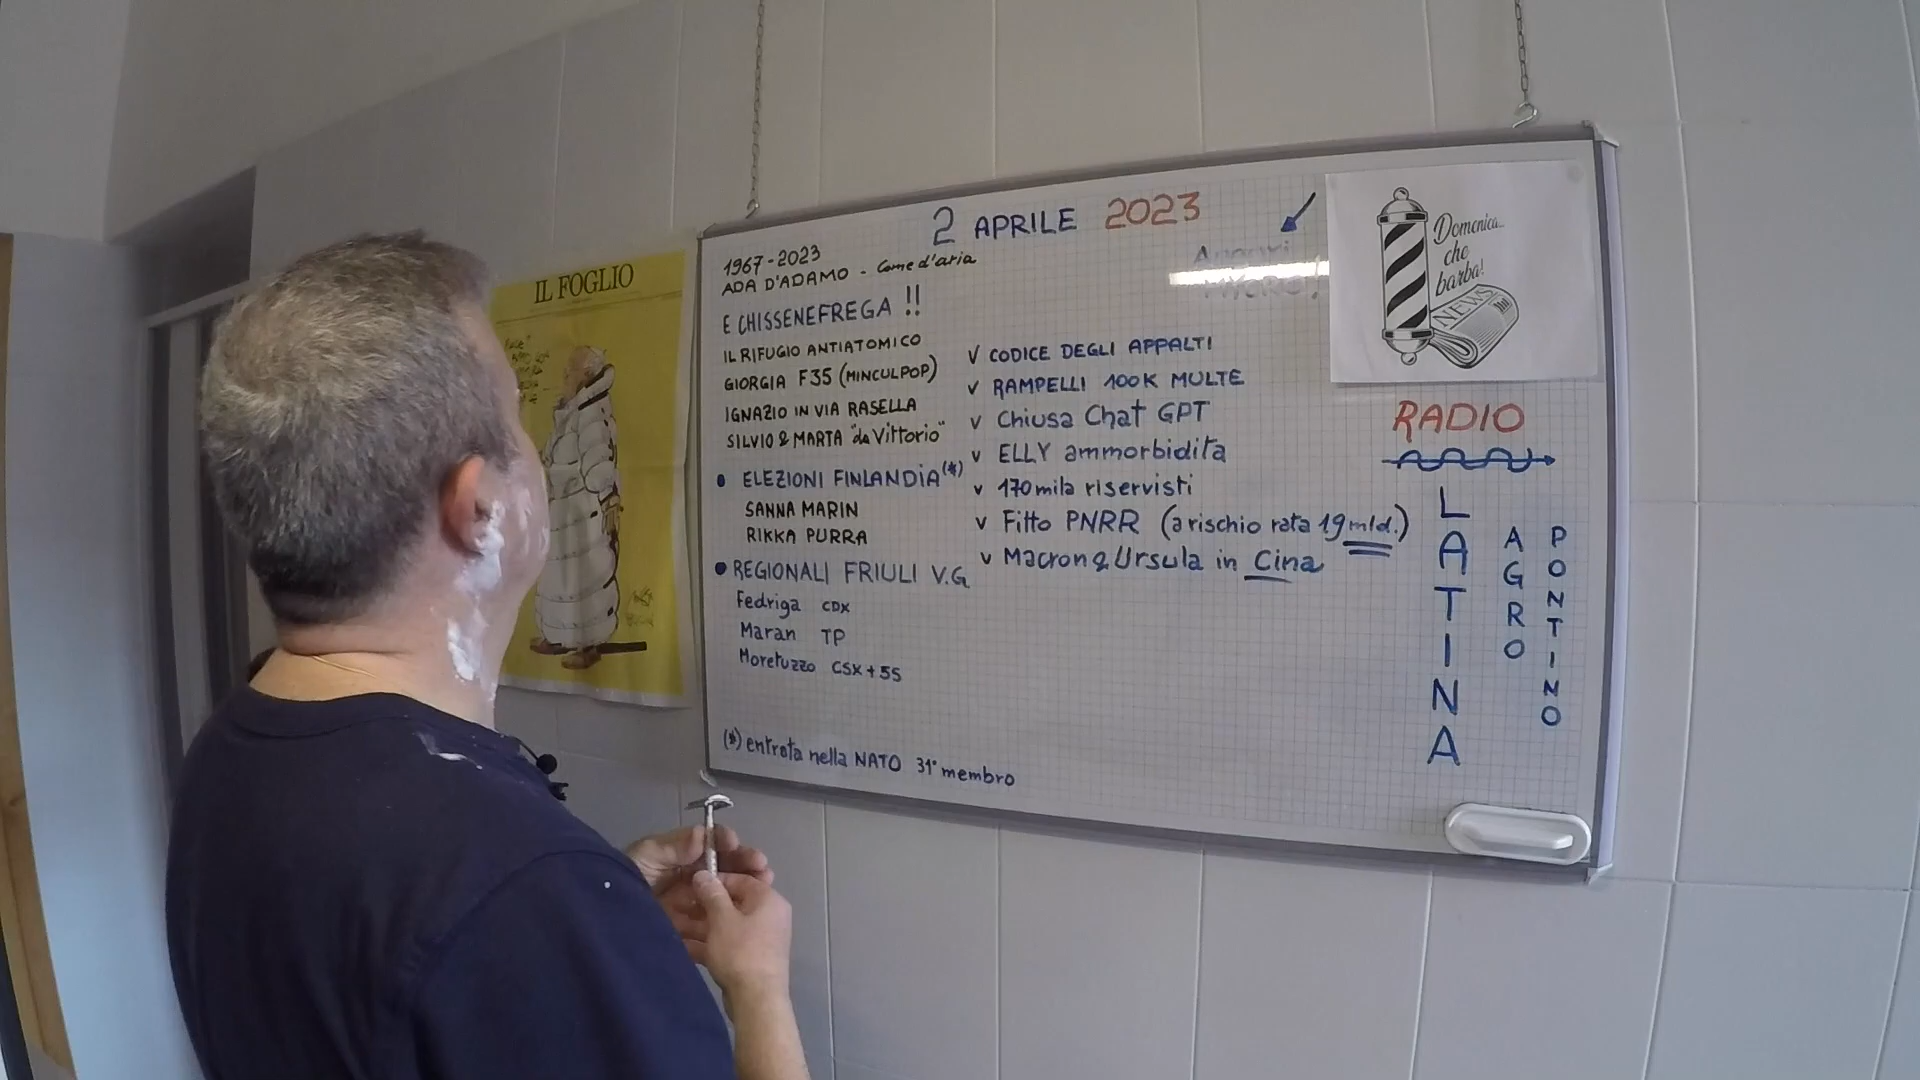 IL FOGLIO
2 APRILE 2023
1967-2023
ADA D'ADAMO - Come d'aria
E CHISSENEFREGA !!
IL RIFUGIO ANTIATOMICO
GIORGIA F35 (MINCULPOP)
IGNAZIO IN VIA RASELLA
SILVIO & MARTA "da Vittorio"
• ELEZIONI FINLANDIA (*)
SANNA MARIN
RIKKA PURRA
• REGIONALI FRIULI V.G.
Fedriga CDX
Maran TP
Moretuzzo CSX+5S
(*) entrata nella NATO 31° membro
√ CODICE DEGLI APPALTI
√ RAMPELLI 100K MULTE
√ Chiusa Chat GPT
√ ELLY ammorbidita
√ 170mila riservisti
√ Fitto PNRR (a rischio rata 19 mld.)
√ Macron & Ursula in Cina
Domenica...
che
barba!
NEWS
RADIO
LATINA
AGRO
PONTINO